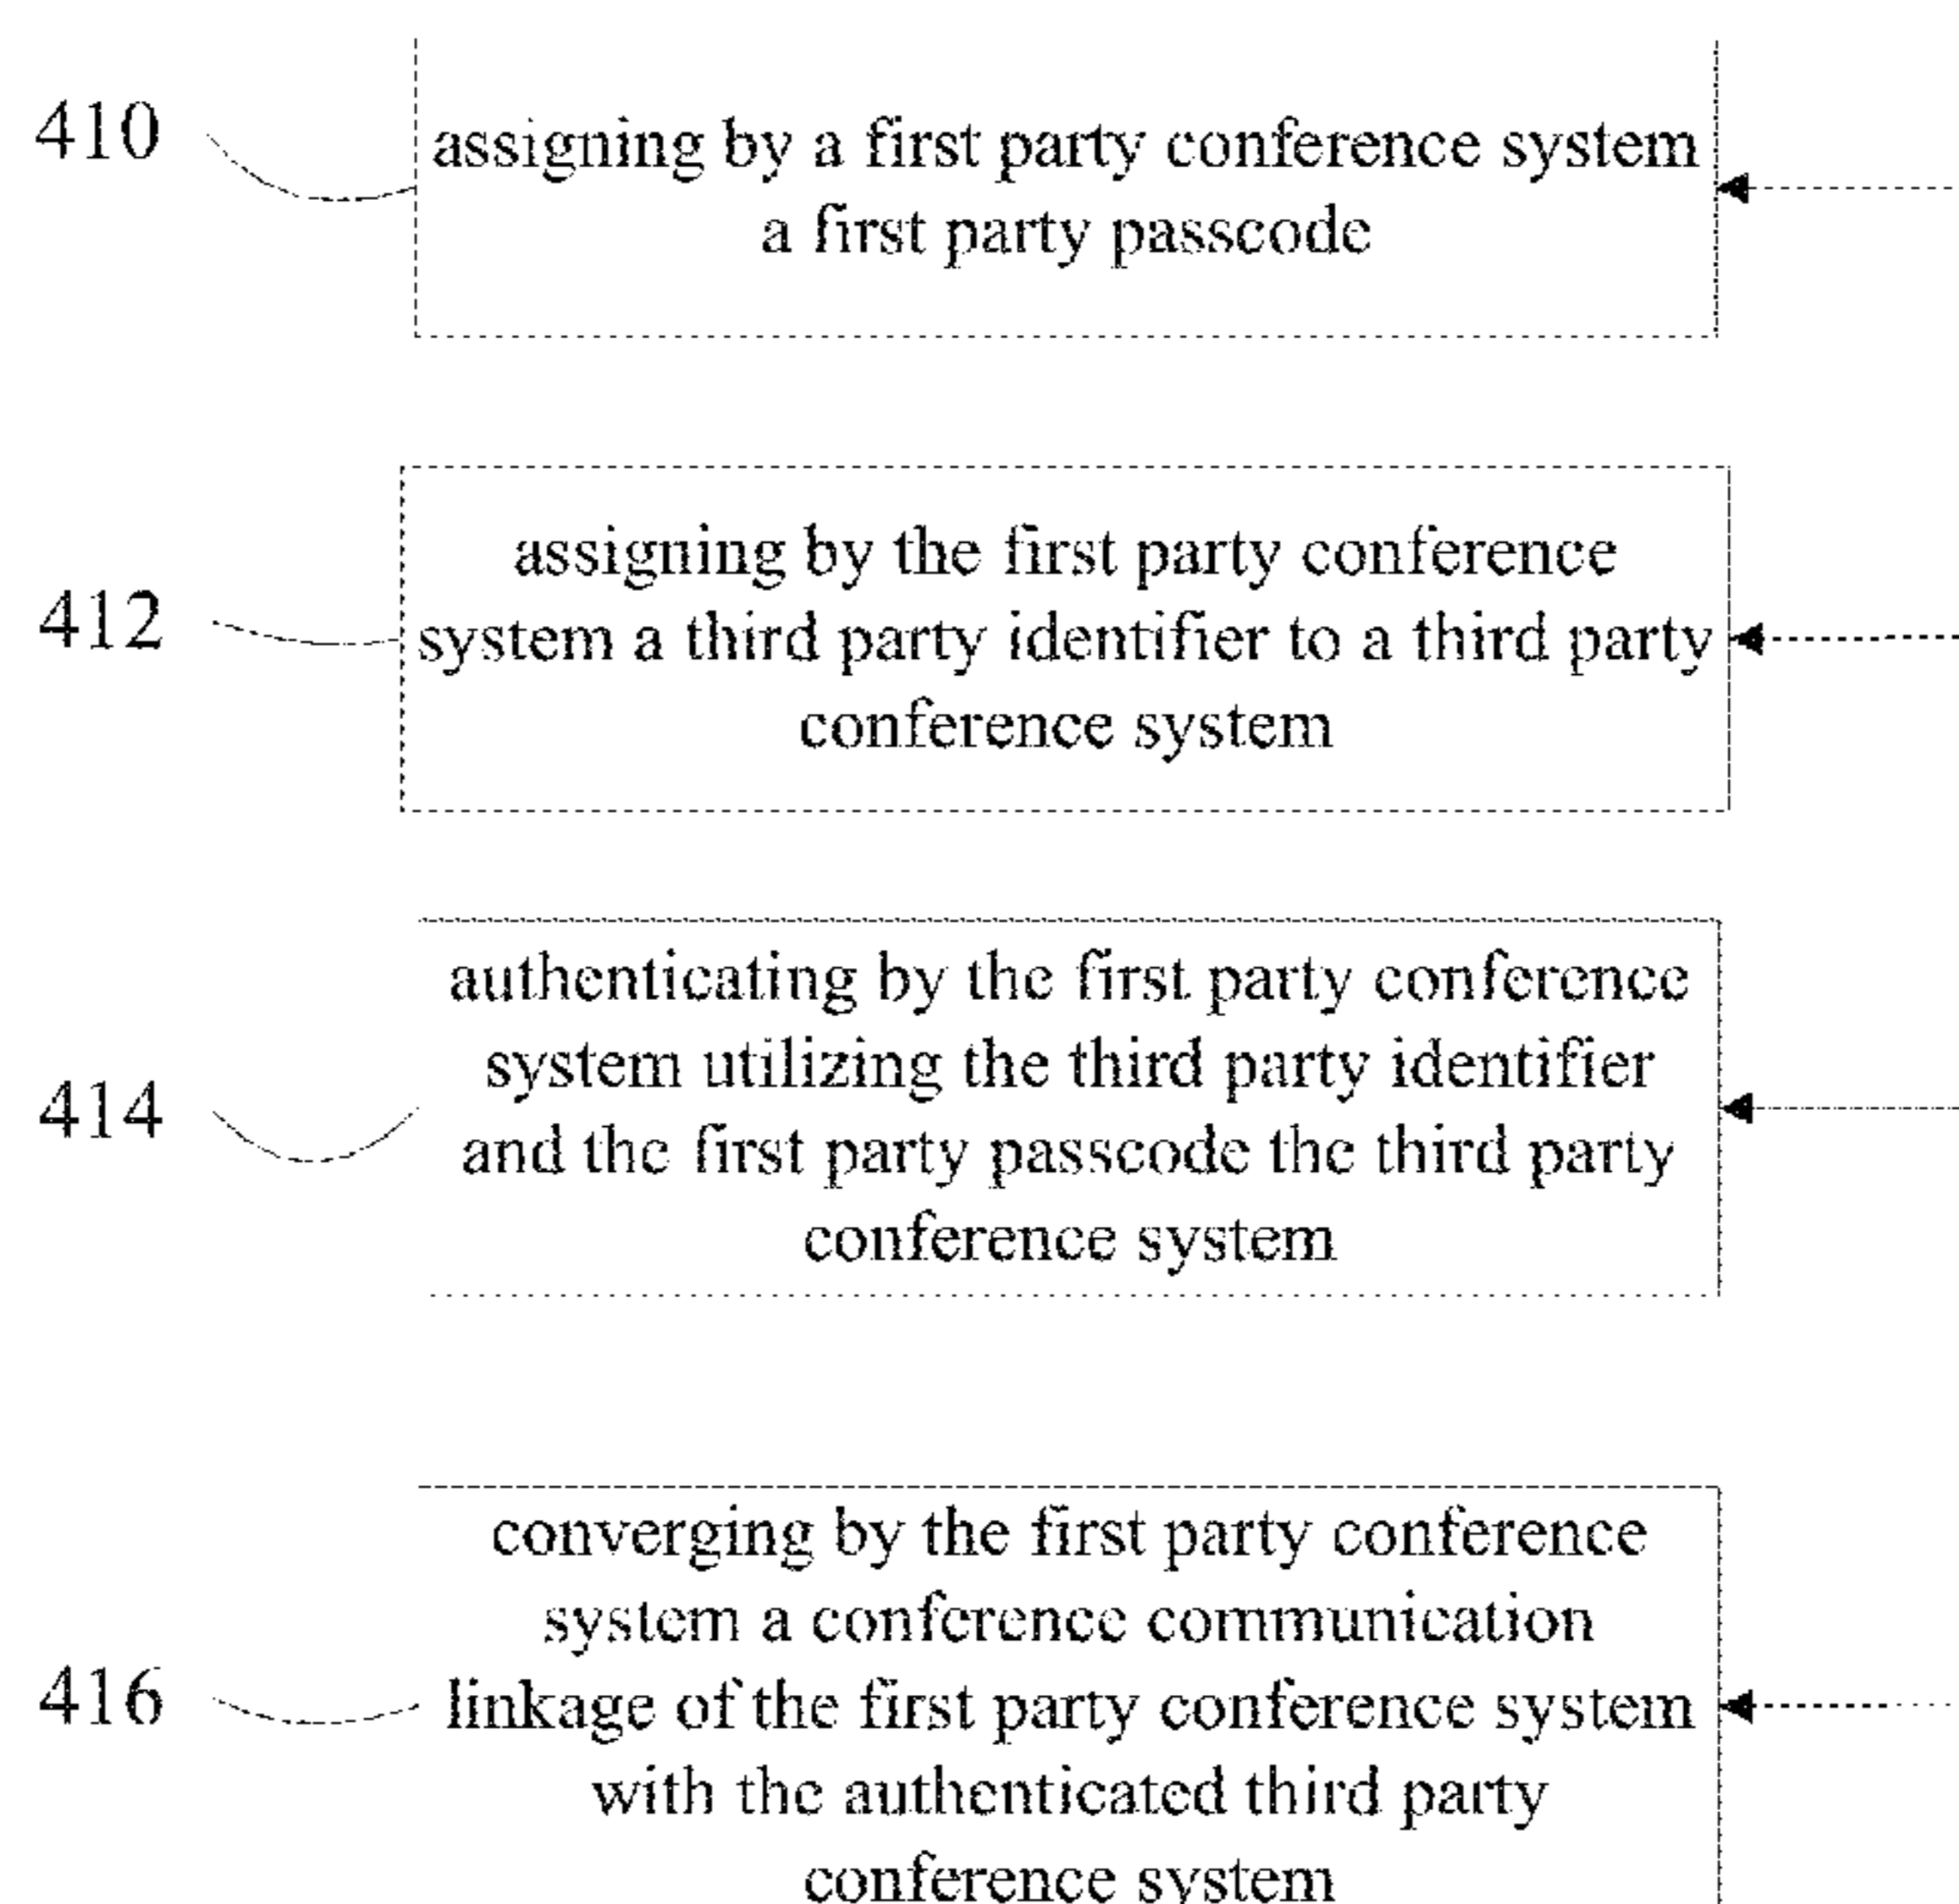 410
assigning by a first party conference system
a first party passcode
412
assigning by the first party conference
system a third party identifier to a third party
conference system
414
authenticating by the first party conference
system utilizing the third party identifier
and the first party passcode the third party
conference system
416
converging by the first party conference
system a conference communication
linkage of the first party conference system
with the authenticated third party
conference system